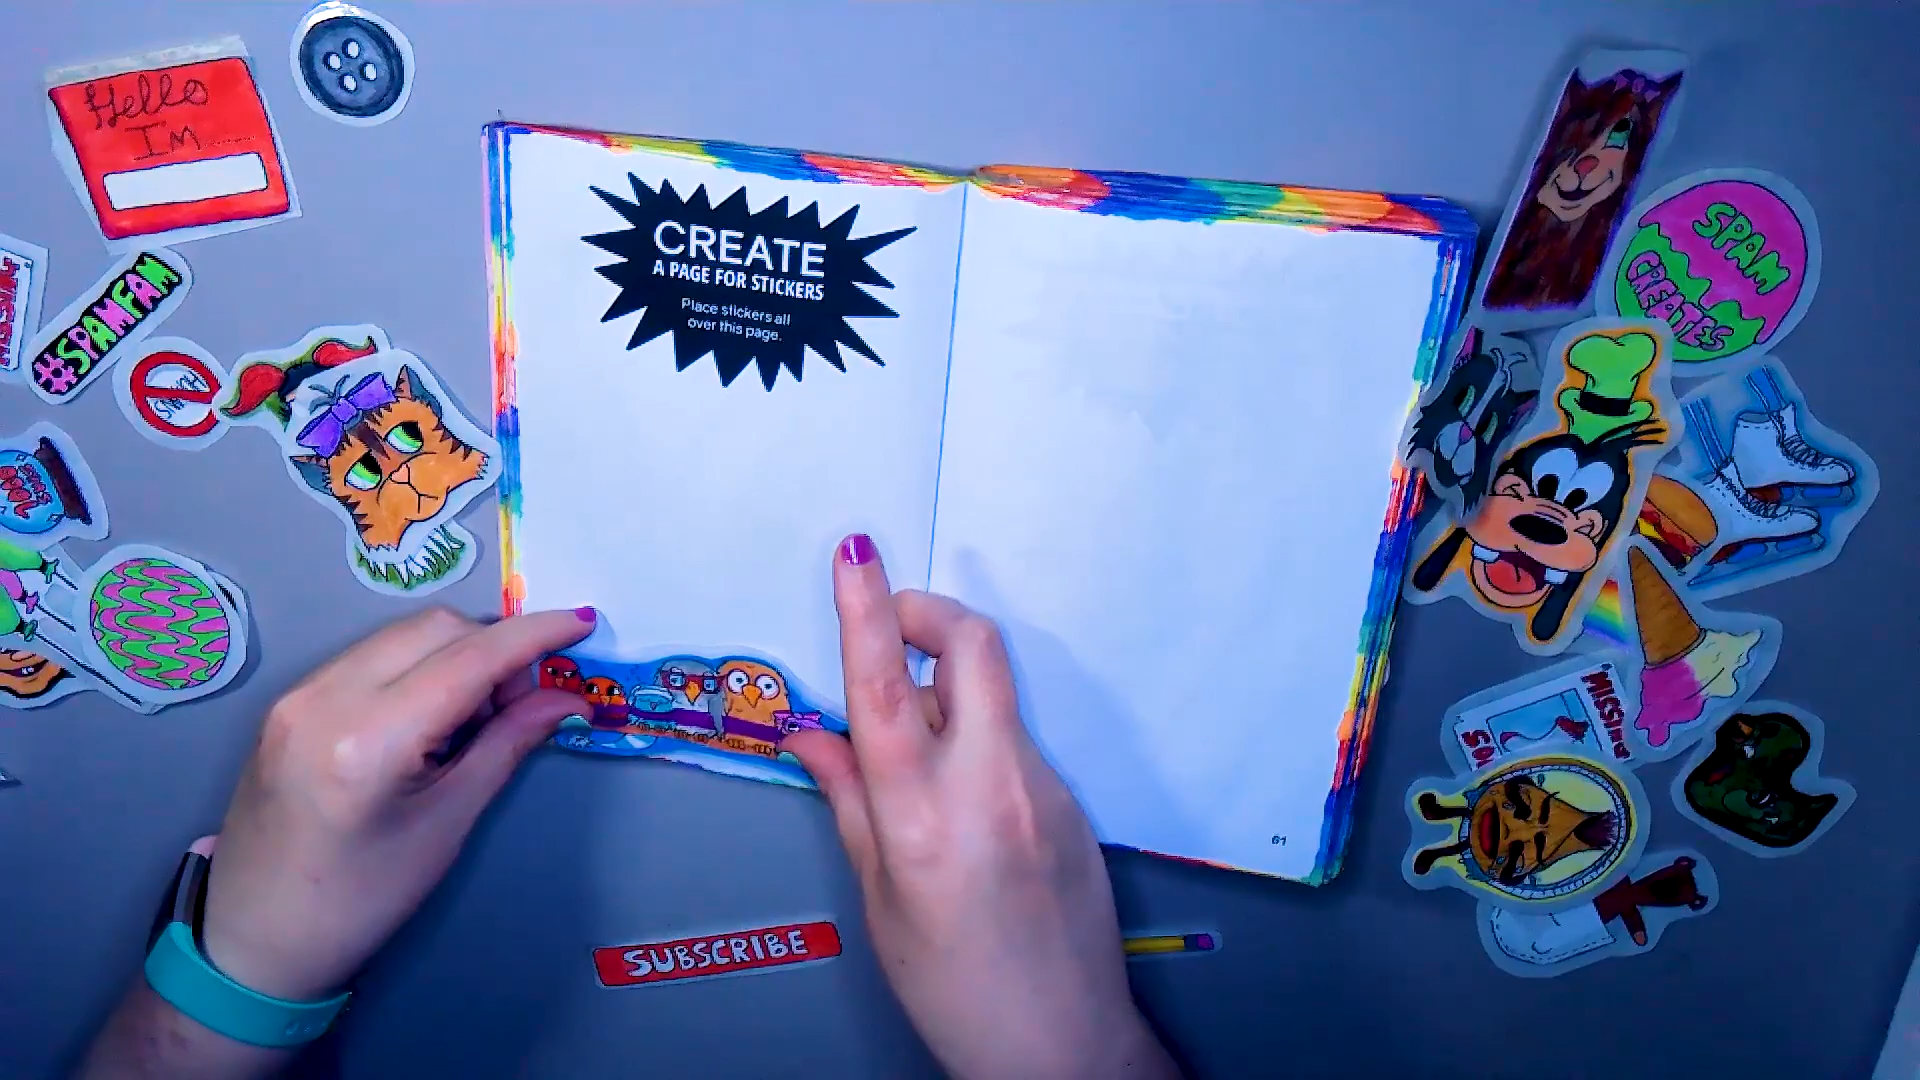 Hello
I'm
#SPAMFAM
CREATE
A PAGE FOR STICKERS
Place stickers all
over this page.
61
SUBSCRIBE
SPAM
CREATES
MISSING